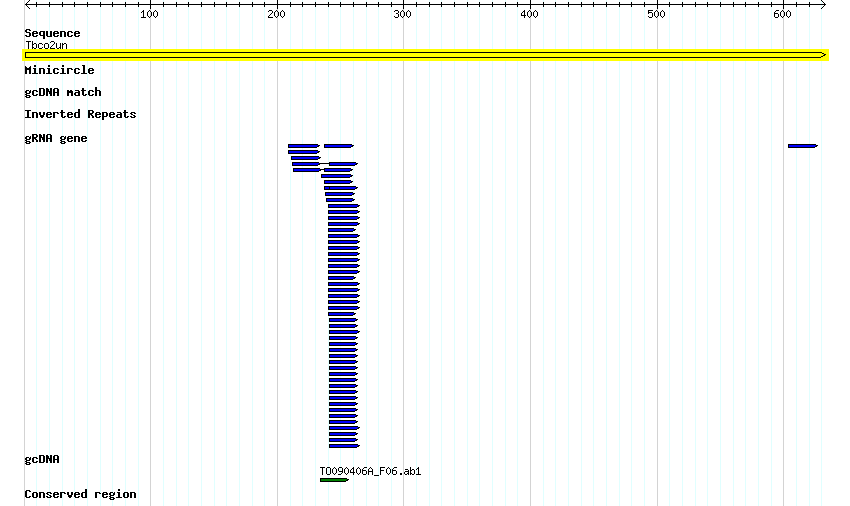 100 200 300 400 500 600
Sequence
Tbco2un
Minicircle
gcDNA match
Inverted Repeats
gRNA gene
gcDNA
TO090406A_F06.ab1
Conserved region